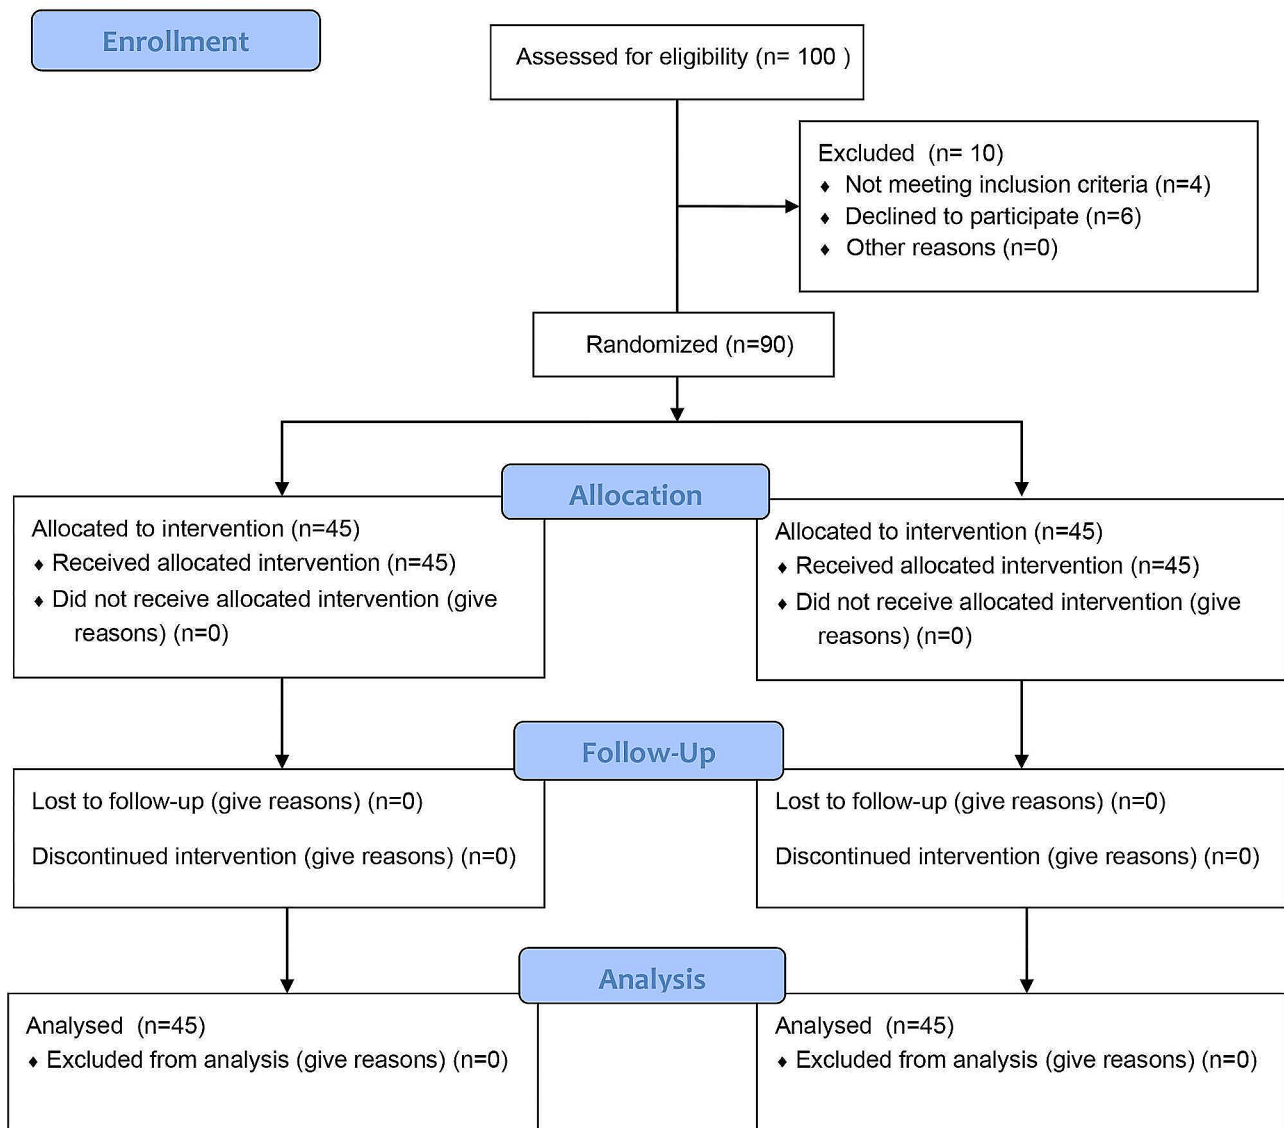 Enrollment
Assessed for eligibility (n= 100 )
Excluded (n= 10)
♦ Not meeting inclusion criteria (n=4)
♦ Declined to participate (n=6)
♦ Other reasons (n=0)
Randomized (n=90)
Allocation
Allocated to intervention (n=45)
♦ Received allocated intervention (n=45)
♦ Did not receive allocated intervention (give
reasons) (n=0)
Allocated to intervention (n=45)
♦ Received allocated intervention (n=45)
♦ Did not receive allocated intervention (give
reasons) (n=0)
Follow-Up
Lost to follow-up (give reasons) (n=0)
Discontinued intervention (give reasons) (n=0)
Lost to follow-up (give reasons) (n=0)
Discontinued intervention (give reasons) (n=0)
Analysis
Analysed (n=45)
♦ Excluded from analysis (give reasons) (n=0)
Analysed (n=45)
♦ Excluded from analysis (give reasons) (n=0)